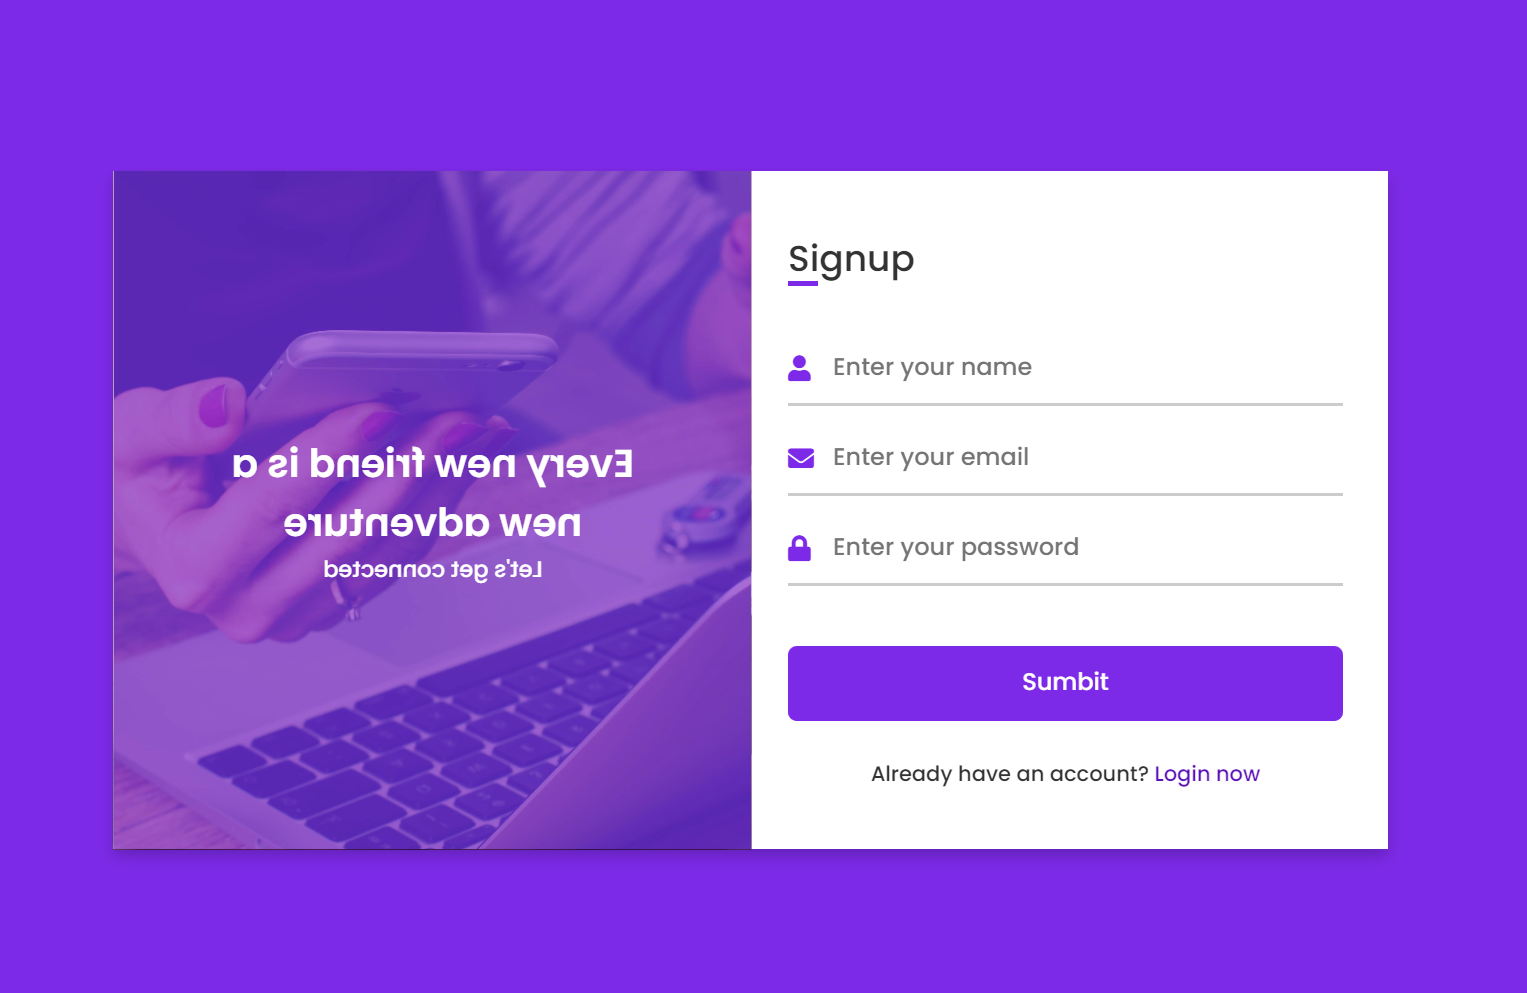 Every new friend is a
new adventure
Let's get connected
Signup
Enter your name
Enter your email
Enter your password
Sumbit
Already have an account? Login now